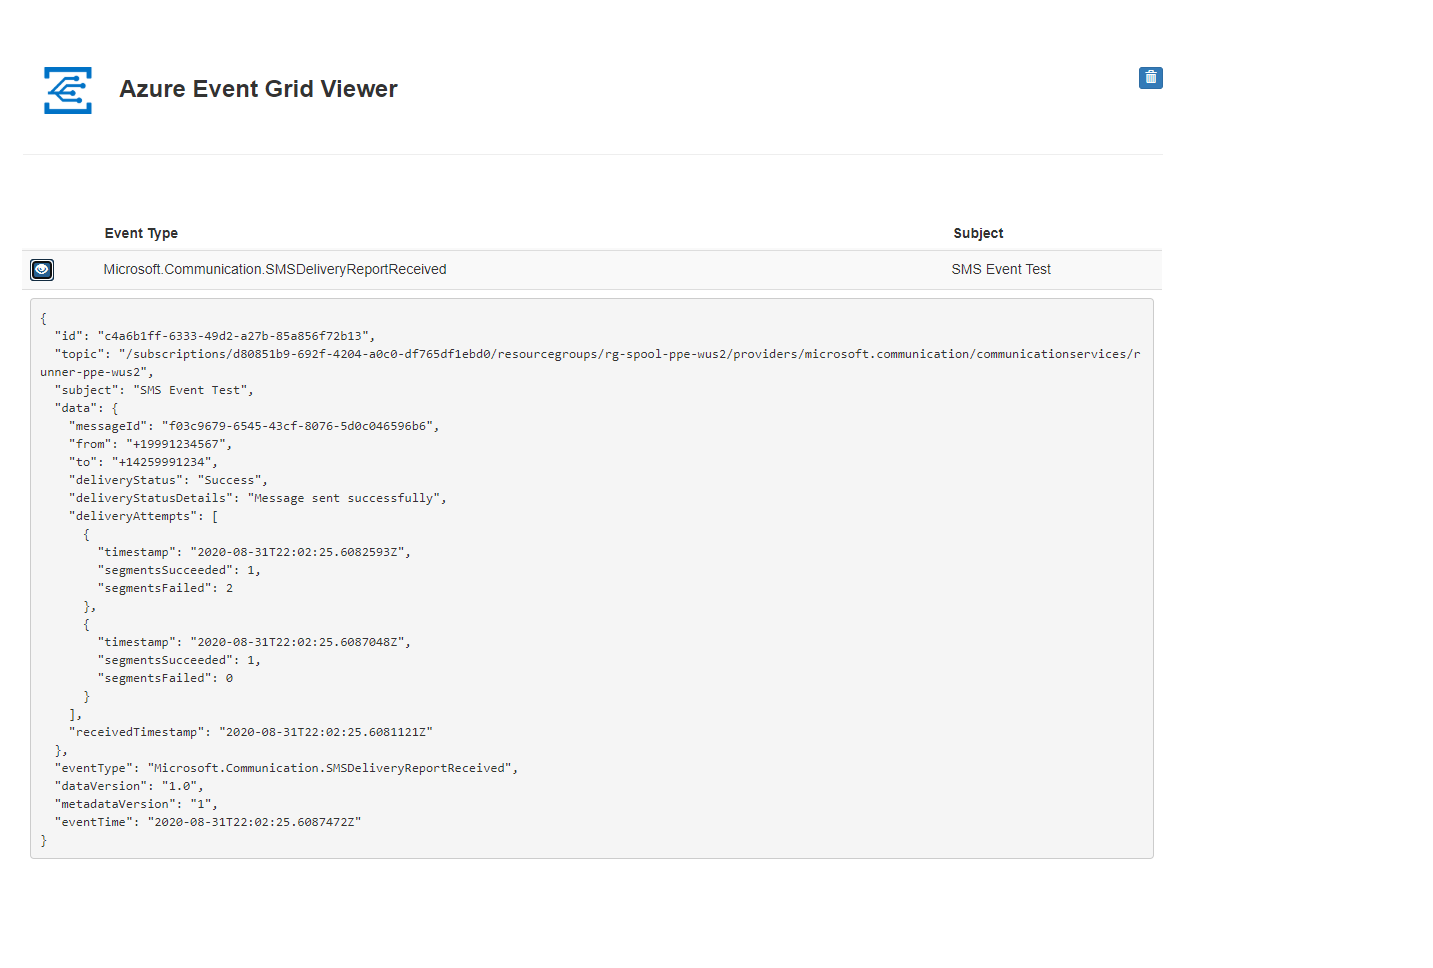 Azure Event Grid Viewer
Event Type Subject
Microsoft.Communication.SMSDeliveryReportReceived SMS Event Test
{
  "id": "c4a6b1ff-6333-49d2-a27b-85a856f72b13",
  "topic": "/subscriptions/d80851b9-692f-4204-a0c0-df765df1ebd0/resourcegroups/rg-spool-ppe-wus2/providers/microsoft.communication/communicationservices/r
unner-ppe-wus2",
  "subject": "SMS Event Test",
  "data": {
    "messageId": "f03c9679-6545-43cf-8076-5d0c046596b6",
    "from": "+19991234567",
    "to": "+14259991234",
    "deliveryStatus": "Success",
    "deliveryStatusDetails": "Message sent successfully",
    "deliveryAttempts": [
      {
        "timestamp": "2020-08-31T22:02:25.6082593Z",
        "segmentsSucceeded": 1,
        "segmentsFailed": 2
      },
      {
        "timestamp": "2020-08-31T22:02:25.6087048Z",
        "segmentsSucceeded": 1,
        "segmentsFailed": 0
      }
    ],
    "receivedTimestamp": "2020-08-31T22:02:25.6081121Z"
  },
  "eventType": "Microsoft.Communication.SMSDeliveryReportReceived",
  "dataVersion": "1.0",
  "metadataVersion": "1",
  "eventTime": "2020-08-31T22:02:25.6087472Z"
}